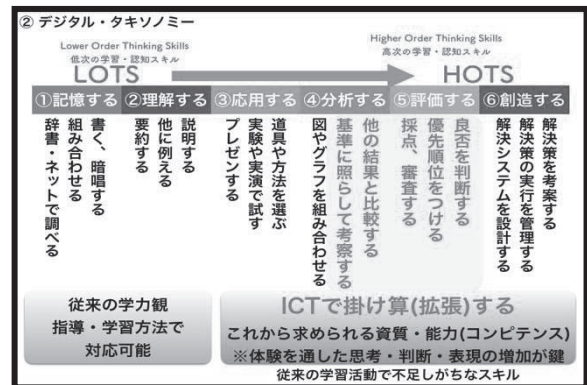 ② デジタル・タキソノミー
Lower Order Thinking Skills
低次の学習・認知スキル
LOTS
Higher Order Thinking Skills
高次の学習・認知スキル
HOTS
①記憶する
②理解する
③応用する
④分析する
⑤評価する
⑥創造する
書く、暗唱する
組み合わせる
辞書・ネットで調べる
説明する
他に例える
要約する
道具や方法を選ぶ
実験や実演で試す
プレゼンする
他の結果と比較する
基準に照らして考察する
図やグラフを組み合わせる
良否を判断する
優先順位をつける
採点、審査する
解決策を考案する
解決策の実行を管理する
解決システムを設計する
従来の学力観
指導・学習方法で
対応可能
ICTで掛け算(拡張)する
これから求められる資質・能力(コンピテンス)
※体験を通した思考・判断・表現の増加が鍵
従来の学習活動で不足しがちなスキル